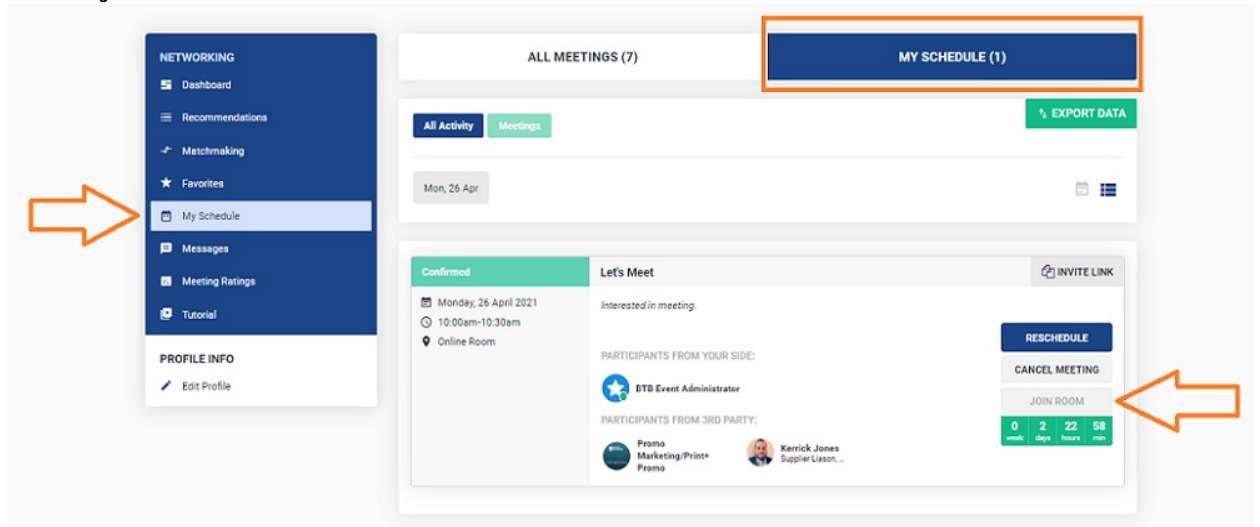 NETWORKING
Dashboard
Recommendations
Matchmaking
Favorites
My Schedule
Messages
Meeting Ratings
Tutorial
PROFILE INFO
Edit Profile
ALL MEETINGS (7)
MY SCHEDULE (1)
All Activity
Meetings
EXPORT DATA
Mon, 26 Apr
Confirmed
Let's Meet
INVITE LINK
Monday, 26 April 2021
10:00am-10:30am
Online Room
Interested in meeting.
PARTICIPANTS FROM YOUR SIDE:
BTB Event Administrator
PARTICIPANTS FROM 3RD PARTY:
Promo
Marketing/Print+
Promo
Kerrick Jones
Supplier Liason, ...
RESCHEDULE
CANCEL MEETING
JOIN ROOM
0 2 22 58
week days hours min